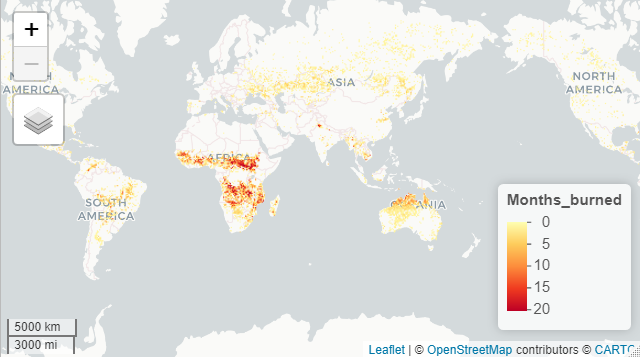 +
−
NORTH
AMERICA
ASIA
NORTH
AMERICA
AFRICA
SOUTH
AMERICA
OCEANIA
Months_burned
0
5
10
15
20
5000 km
3000 mi
Leaflet | © OpenStreetMap contributors © CARTO